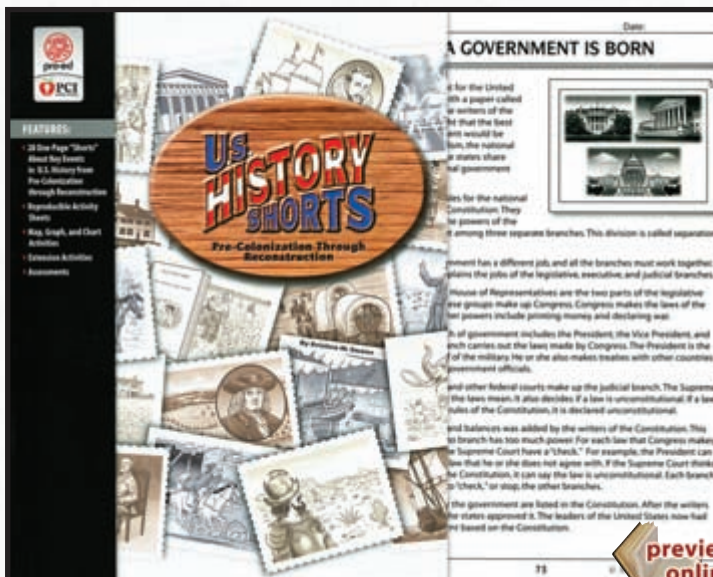 pro·ed
PCI
FEATURES:
28 One-Page "Shorts"
About Key Events
in U.S. History from
Pre-Colonization
through Reconstruction
Reproducible Activity
Sheets
Map, Graph, and Chart
Activities
Extension Activities
Assessments
U.S.
HISTORY
SHORTS
Pre-Colonization Through
Reconstruction
Date:
A GOVERNMENT IS BORN
t for the United
ith a paper called
e writers of the
ht that the best
ent would be
ism, the national
e states share
nal government
les for the national
Constitution. They
he powers of the
t among three separate branches. This division is called separation
rnment has a different job, and all the branches must work together.
plains the jobs of the legislative, executive, and judicial branches.
House of Representatives are the two parts of the legislative
ese groups make up Congress. Congress makes the laws of the
her powers include printing money and declaring war.
h of government includes the President, the Vice President, and
nch carries out the laws made by Congress. The President is the
of the military. He or she also makes treaties with other countries
government officials.
and other federal courts make up the judicial branch. The Supreme
the laws mean. It also decides if a law is unconstitutional. If a law
rules of the Constitution, it is declared unconstitutional.
and balances was added by the writers of the Constitution. This
no branch has too much power. For each law that Congress makes
e Supreme Court have a "check." For example, the President can
law that he or she does not agree with. If the Supreme Court thinks
he Constitution, it can say the law is unconstitutional. Each branch
to "check," or stop, the other branches.
the government are listed in the Constitution. After the writers
the states approved it. The leaders of the United States now had
nt based on the Constitution.
73
previe
onlin